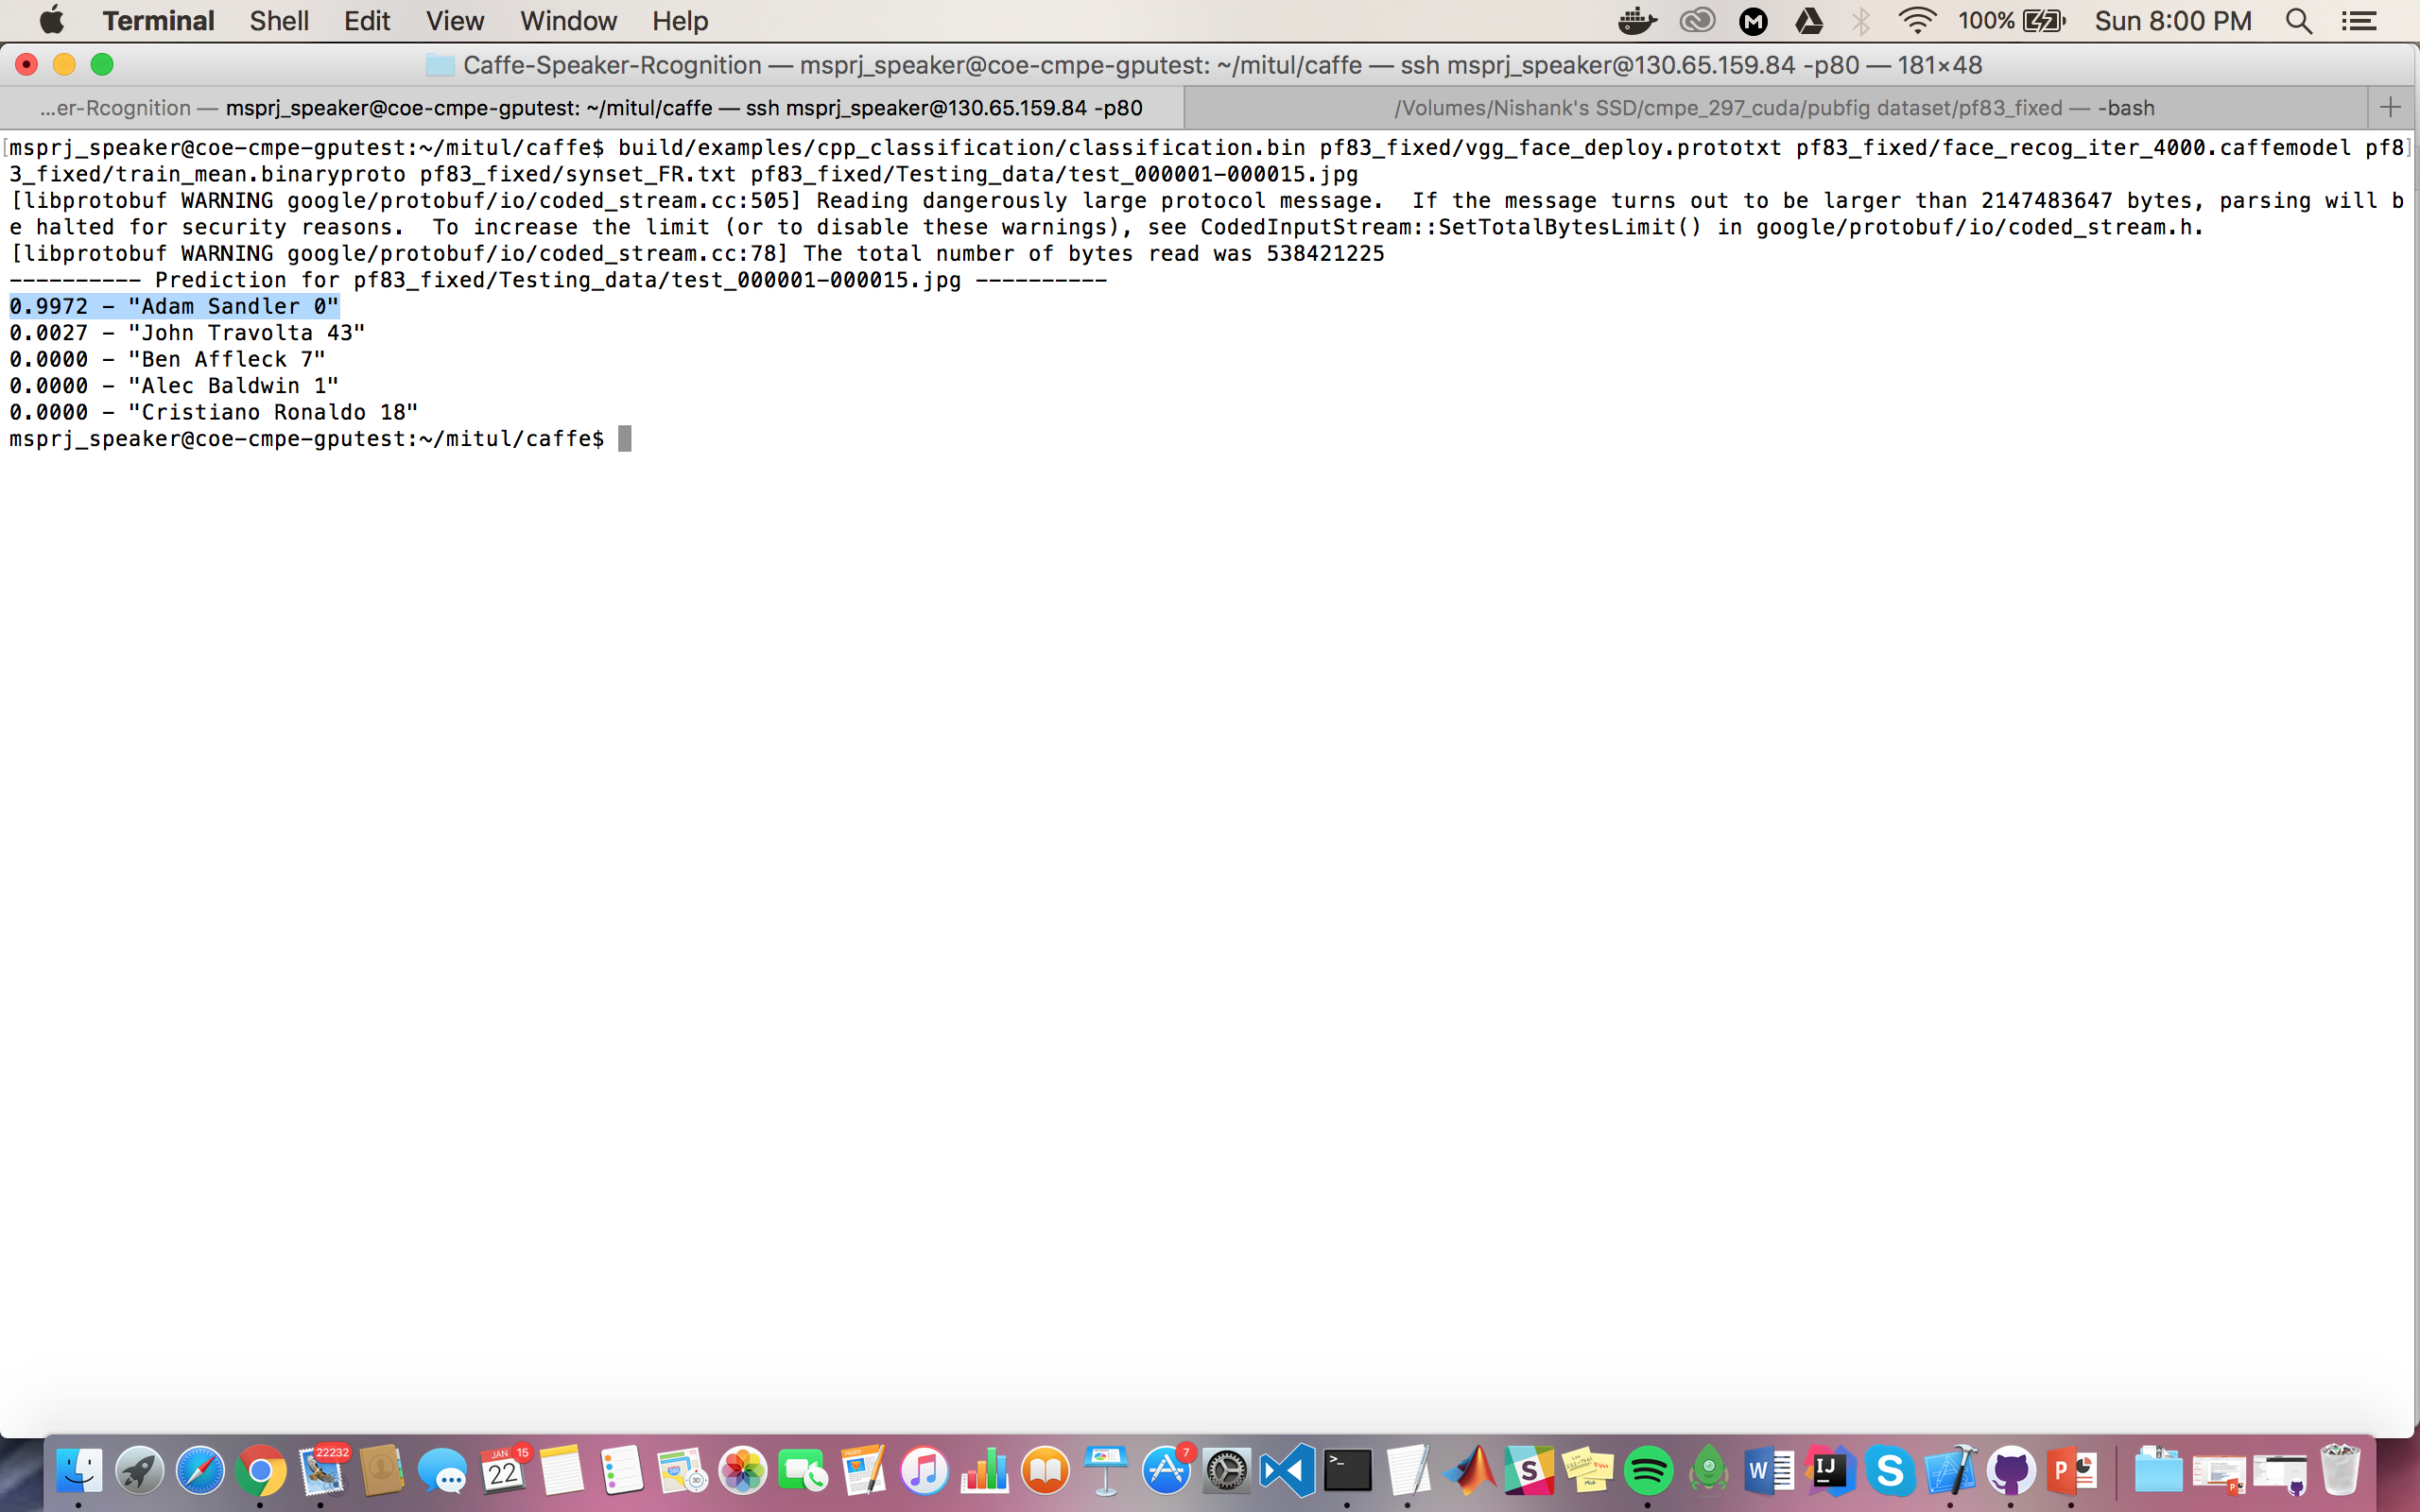 Terminal Shell Edit View Window Help 100% Sun 8:00 PM
Caffe-Speaker-Rcognition — msprj_speaker@coe-cmpe-gputest: ~/mitul/caffe — ssh msprj_speaker@130.65.159.84 -p80 — 181×48
...er-Rcognition — msprj_speaker@coe-cmpe-gputest: ~/mitul/caffe — ssh msprj_speaker@130.65.159.84 -p80 /Volumes/Nishank's SSD/cmpe_297_cuda/pubfig dataset/pf83_fixed — -bash
[msprj_speaker@coe-cmpe-gputest:~/mitul/caffe$ build/examples/cpp_classification/classification.bin pf83_fixed/vgg_face_deploy.prototxt pf83_fixed/face_recog_iter_4000.caffemodel pf8]
3_fixed/train_mean.binaryproto pf83_fixed/synset_FR.txt pf83_fixed/Testing_data/test_000001-000015.jpg
[libprotobuf WARNING google/protobuf/io/coded_stream.cc:505] Reading dangerously large protocol message.  If the message turns out to be larger than 2147483647 bytes, parsing will b
e halted for security reasons.  To increase the limit (or to disable these warnings), see CodedInputStream::SetTotalBytesLimit() in google/protobuf/io/coded_stream.h.
[libprotobuf WARNING google/protobuf/io/coded_stream.cc:78] The total number of bytes read was 538421225
---------- Prediction for pf83_fixed/Testing_data/test_000001-000015.jpg ----------
0.9972 - "Adam Sandler 0"
0.0027 - "John Travolta 43"
0.0000 - "Ben Affleck 7"
0.0000 - "Alec Baldwin 1"
0.0000 - "Cristiano Ronaldo 18"
msprj_speaker@coe-cmpe-gputest:~/mitul/caffe$
22232 JAN 15 22 7